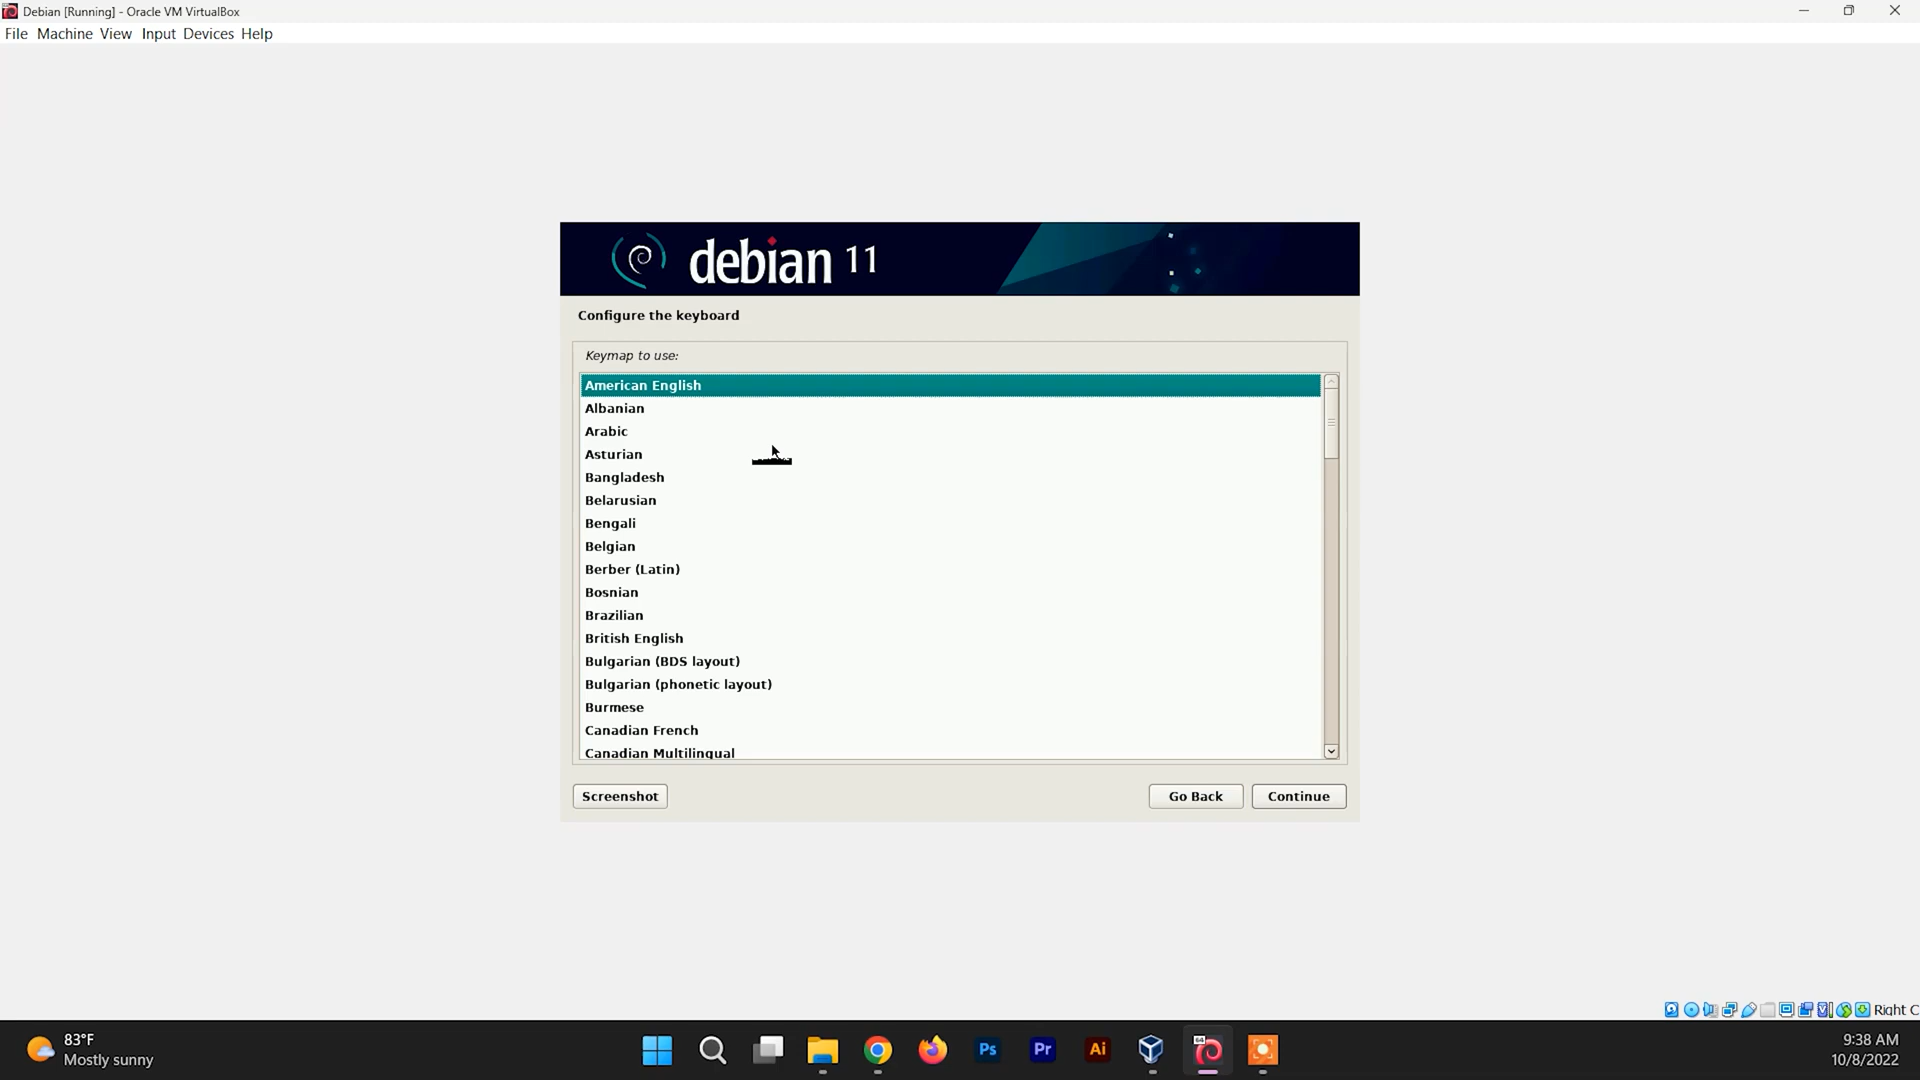 Debian [Running] - Oracle VM VirtualBox
File Machine View Input Devices Help
debian 11
Configure the keyboard
Keymap to use:
American English
Albanian
Arabic
Asturian
Bangladesh
Belarusian
Bengali
Belgian
Berber (Latin)
Bosnian
Brazilian
British English
Bulgarian (BDS layout)
Bulgarian (phonetic layout)
Burmese
Canadian French
Canadian Multilingual
Screenshot Go Back Continue
Right C
83°F
Mostly sunny
Ps Pr Ai 64
9:38 AM
10/8/2022